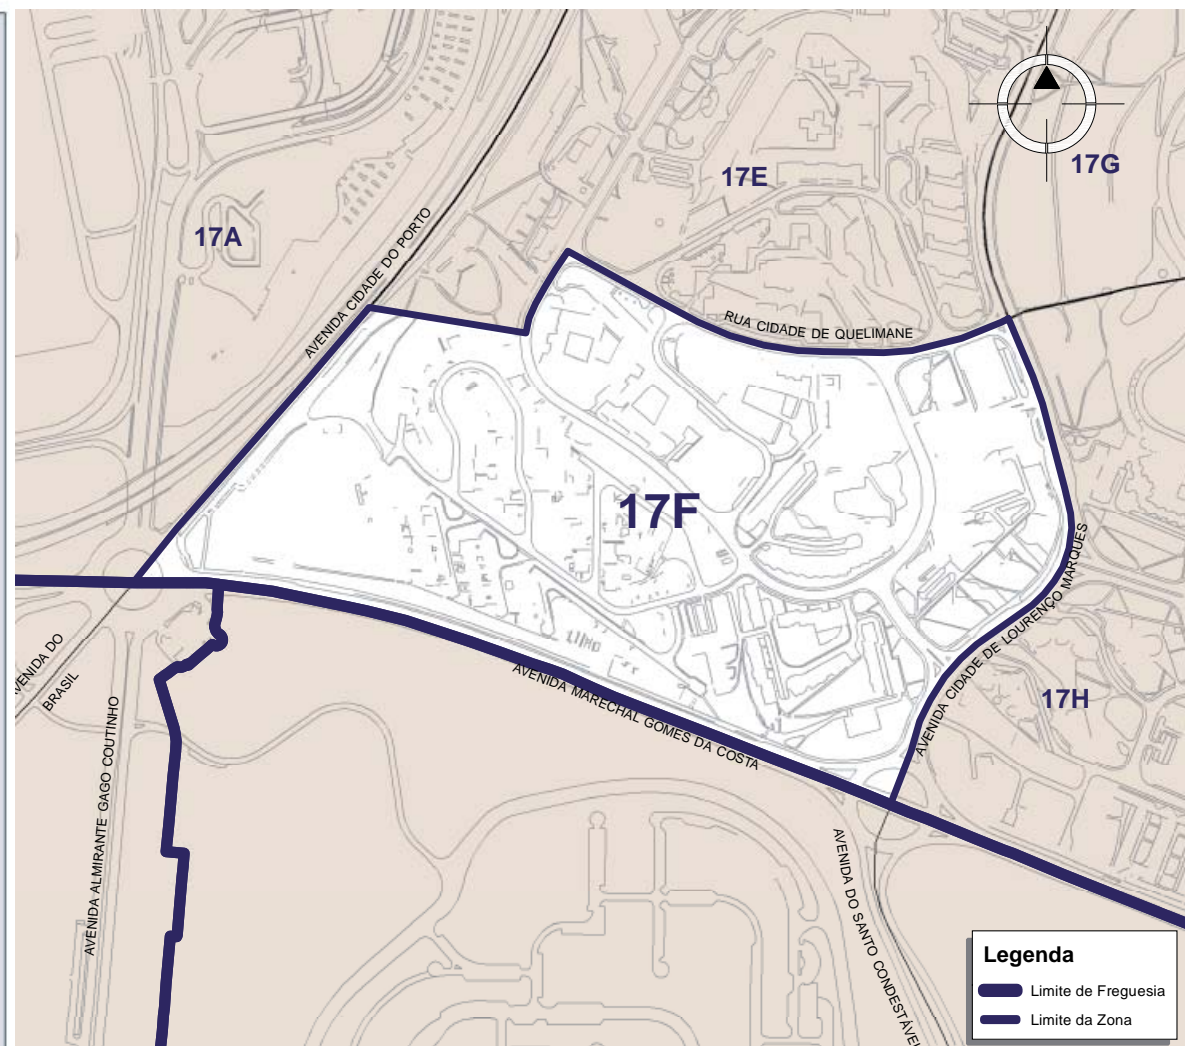 17G
17E
17A
AVENIDA CIDADE DO PORTO
RUA CIDADE DE QUELIMANE
17F
AVENIDA CIDADE DE LOURENÇO MARQUES
AVENIDA DO
BRASIL
AVENIDA MARECHAL GOMES DA COSTA
17H
AVENIDA ALMIRANTE GAGO COUTINHO
AVENIDA DO SANTO CONDESTÁVEL
Legenda
Limite de Freguesia
Limite da Zona